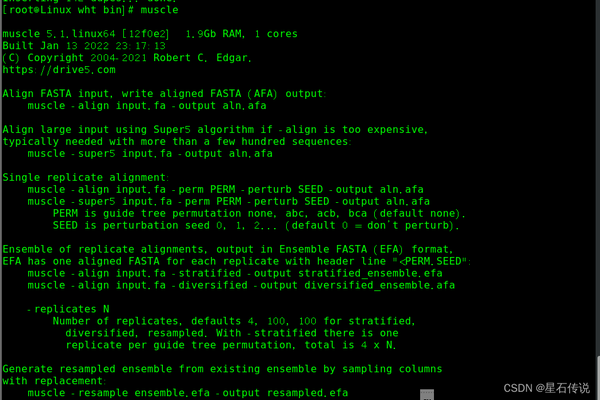 [root@Linux wht bin]# muscle
muscle 5.1.linux64 [12f0e2]  1.9Gb RAM, 1 cores
Built Jan 13 2022 23:17:13
(C) Copyright 2004-2021 Robert C. Edgar.
https://drive5.com
Align FASTA input, write aligned FASTA (AFA) output:
muscle -align input.fa -output aln.afa
Align large input using Super5 algorithm if -align is too expensive,
typically needed with more than a few hundred sequences:
muscle -super5 input.fa -output aln.afa
Single replicate alignment:
muscle -align input.fa -perm PERM -perturb SEED -output aln.afa
muscle -super5 input.fa -perm PERM -perturb SEED -output aln.afa
PERM is guide tree permutation none, abc, acb, bca (default none).
SEED is perturbation seed 0, 1, 2... (default 0 = don't perturb).
Ensemble of replicate alignments, output in Ensemble FASTA (EFA) format,
EFA has one aligned FASTA for each replicate with header line "<PERM.SEED":
muscle -align input.fa -stratified -output stratified_ensemble.efa
muscle -align input.fa -diversified -output diversified_ensemble.afa
-replicates N
Number of replicates, defaults 4, 100, 100 for stratified,
diversified, resampled. With -stratified there is one
replicate per guide tree permutation, total is 4 x N.
Generate resampled ensemble from existing ensemble by sampling columns
with replacement:
muscle -resample ensemble.efa -output resampled.efa
CSDN @星石传说